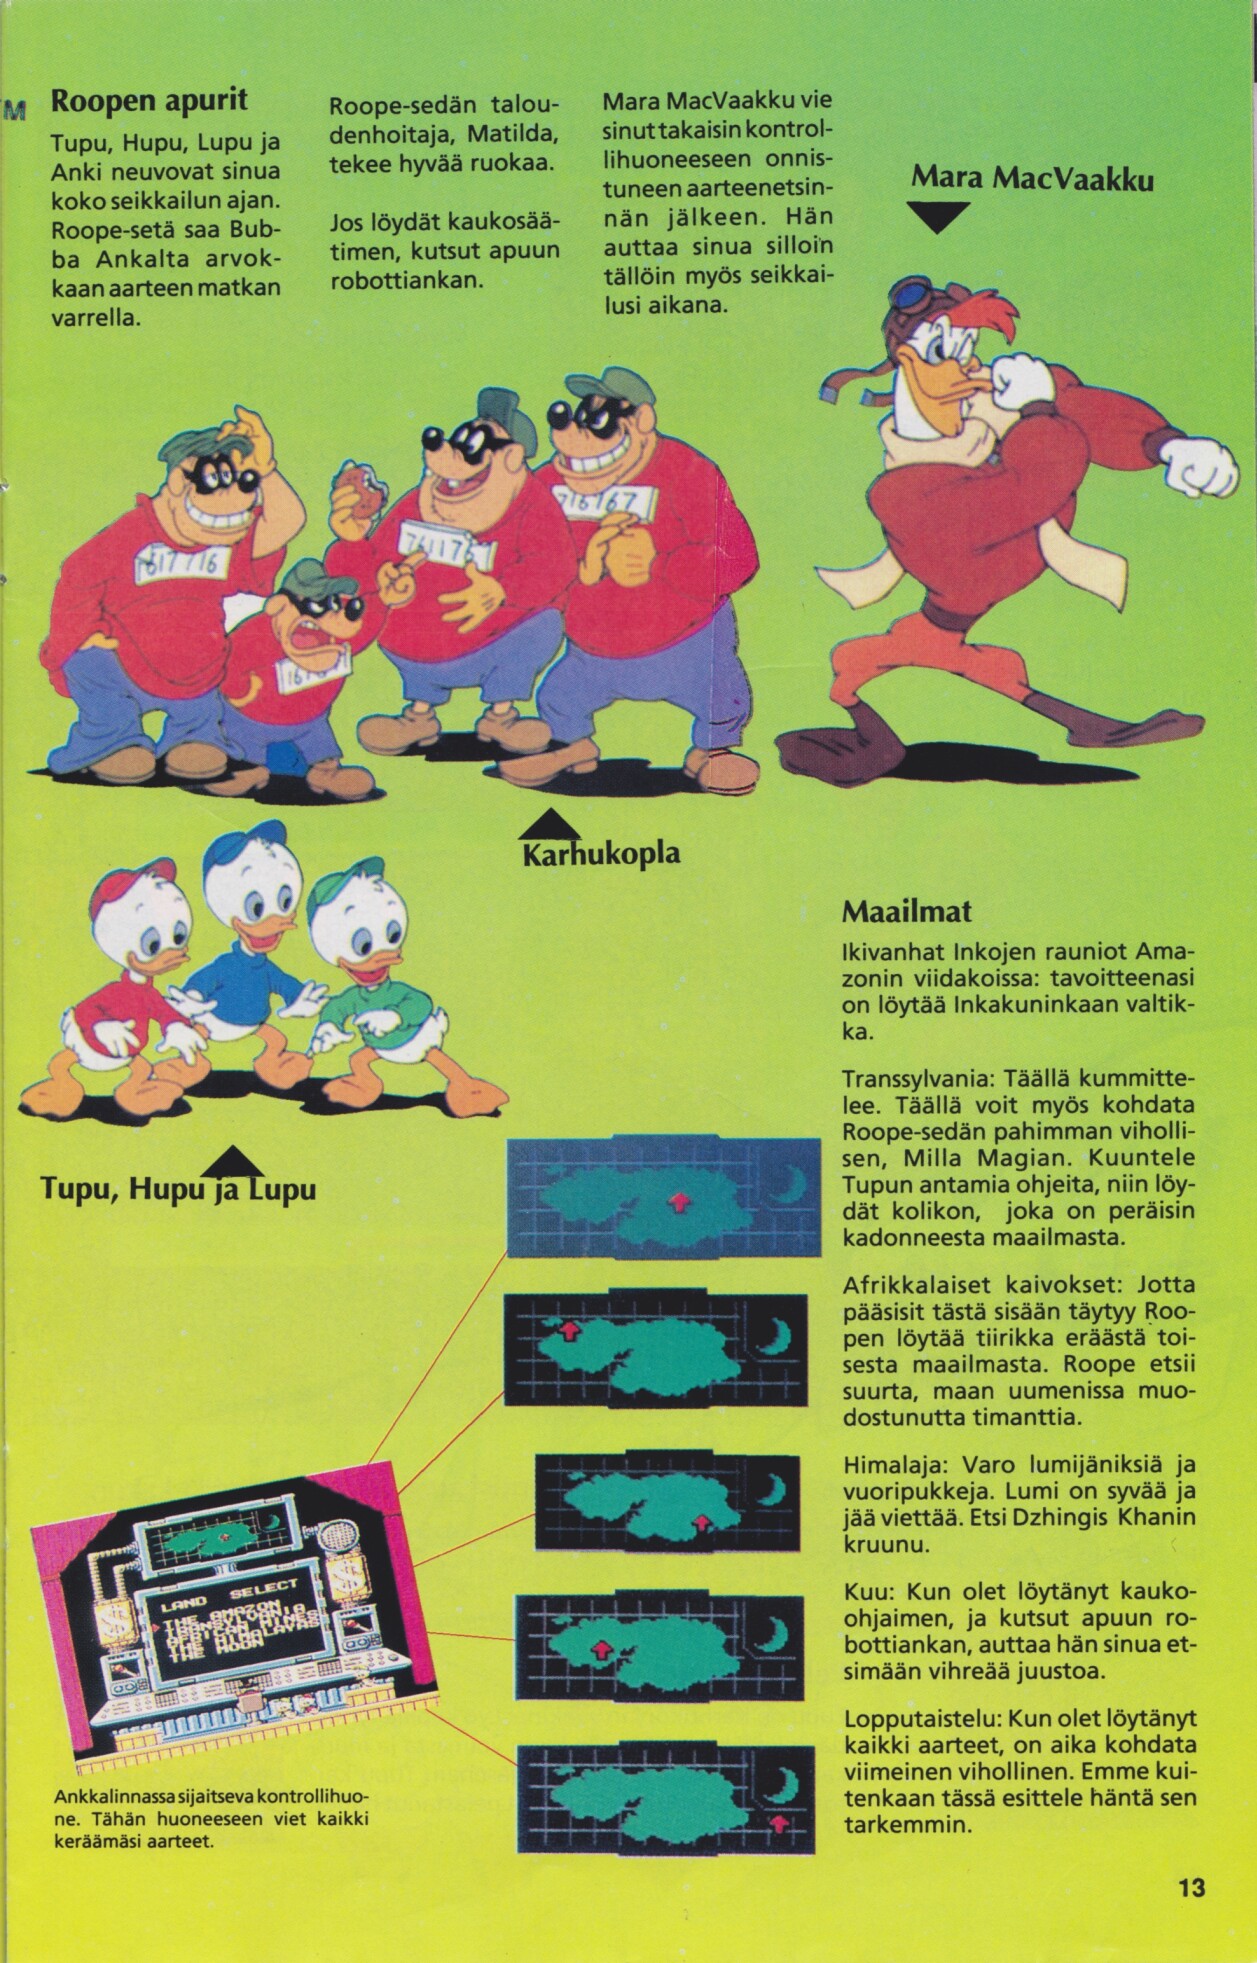 M
Roopen apurit
Tupu, Hupu, Lupu ja
Anki neuvovat sinua
koko seikkailun ajan.
Roope-setä saa Bub-
ba Ankalta arvok-
kaan aarteen matkan
varrella.
Roope-sedän talou-
denhoitaja, Matilda,
tekee hyvää ruokaa.
Jos löydät kaukosää-
timen, kutsut apuun
robottiankan.
Mara MacVaakku vie
sinut takaisin kontrol-
lihuoneeseen onnis-
tuneen aarteenetsin-
nän jälkeen. Hän
auttaa sinua silloin
tällöin myös seikkai-
lusi aikana.
Mara MacVaakku
617716
761176
716167
Karhukopla
Tupu, Hupu ja Lupu
Maailmat
Ikivanhat Inkojen rauniot Ama-
zonin viidakoissa: tavoitteenasi
on löytää Inkakuninkaan valtik-
ka.
Transsylvania: Täällä kummitte-
lee. Täällä voit myös kohdata
Roope-sedän pahimman viholli-
sen, Milla Magian. Kuuntele
Tupun antamia ohjeita, niin löy-
dät kolikon, joka on peräisin
kadonneesta maailmasta.
Afrikkalaiset kaivokset: Jotta
pääsisit tästä sisään täytyy Roo-
pen löytää tiirikka eräästä toi-
sesta maailmasta. Roope etsii
suurta, maan uumenissa muo-
dostunutta timanttia.
Himalaja: Varo lumijäniksiä ja
vuoripukkeja. Lumi on syvää ja
jää viettää. Etsi Dzhingis Khanin
kruunu.
Kuu: Kun olet löytänyt kauko-
ohjaimen, ja kutsut apuun ro-
bottiankan, auttaa hän sinua et-
simään vihreää juustoa.
Lopputaistelu: Kun olet löytänyt
kaikki aarteet, on aika kohdata
viimeinen vihollinen. Emme kui-
tenkaan tässä esittele häntä sen
tarkemmin.
LAND SELECT
THE AMAZON
TRANSYLVANIA
AFRICAN MINES
THE HIMALAYAS
THE MOON
$
$
Ankkalinnassa sijaitseva kontrollihuo-
ne. Tähän huoneeseen viet kaikki
keräämäsi aarteet.
13